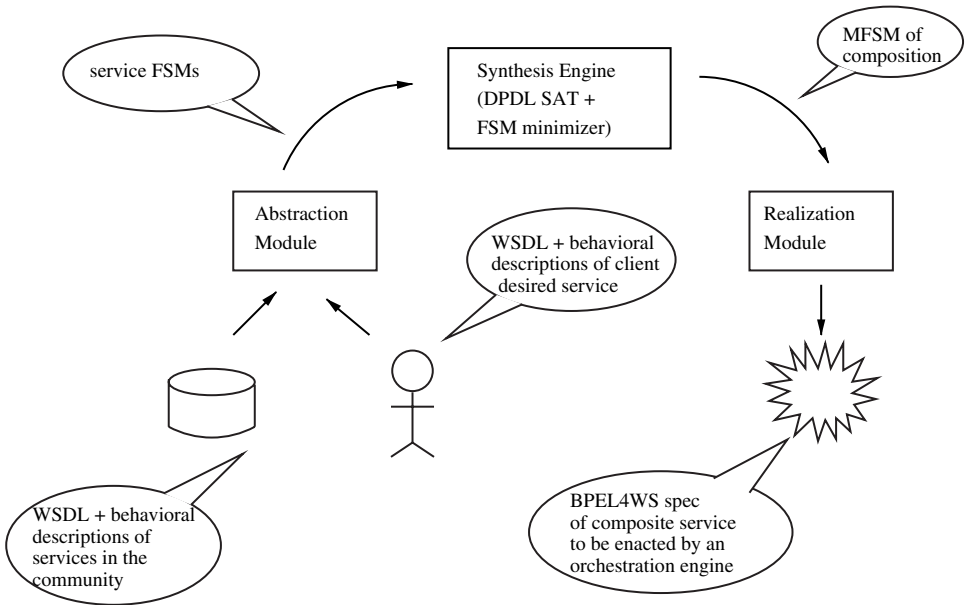 service FSMs
Synthesis Engine
(DPDL SAT +
FSM minimizer)
MFSM of
composition
Abstraction
Module
WSDL + behavioral
descriptions of client
desired service
Realization
Module
WSDL + behavioral
descriptions of
services in the
community
BPEL4WS spec
of composite service
to be enacted by an
orchestration engine